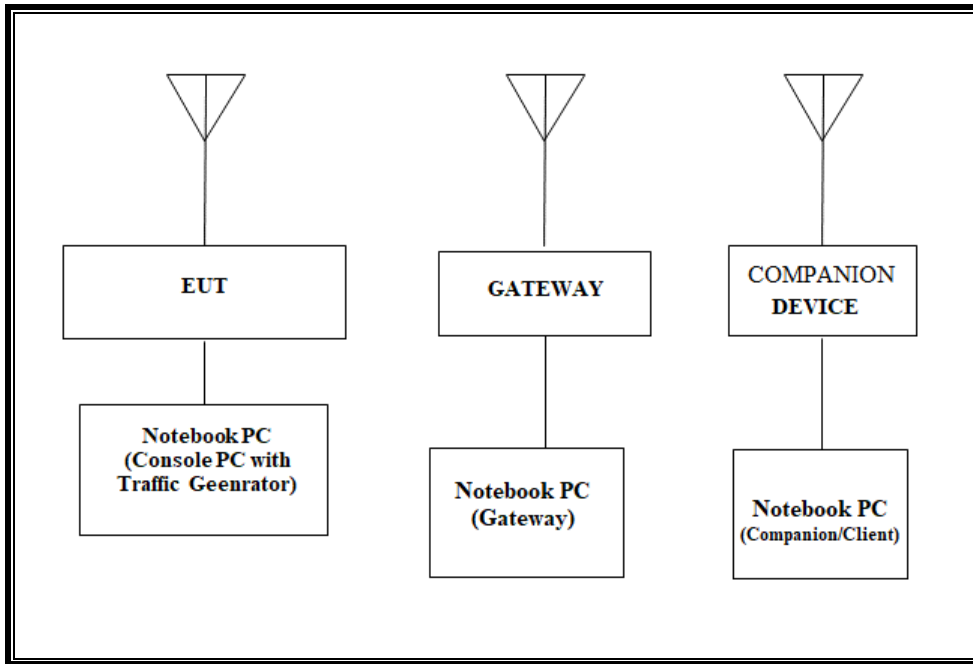 EUT
GATEWAY
COMPANION
DEVICE
Notebook PC
(Console PC with
Traffic Geenrator)
Notebook PC
(Gateway)
Notebook PC
(Companion/Client)